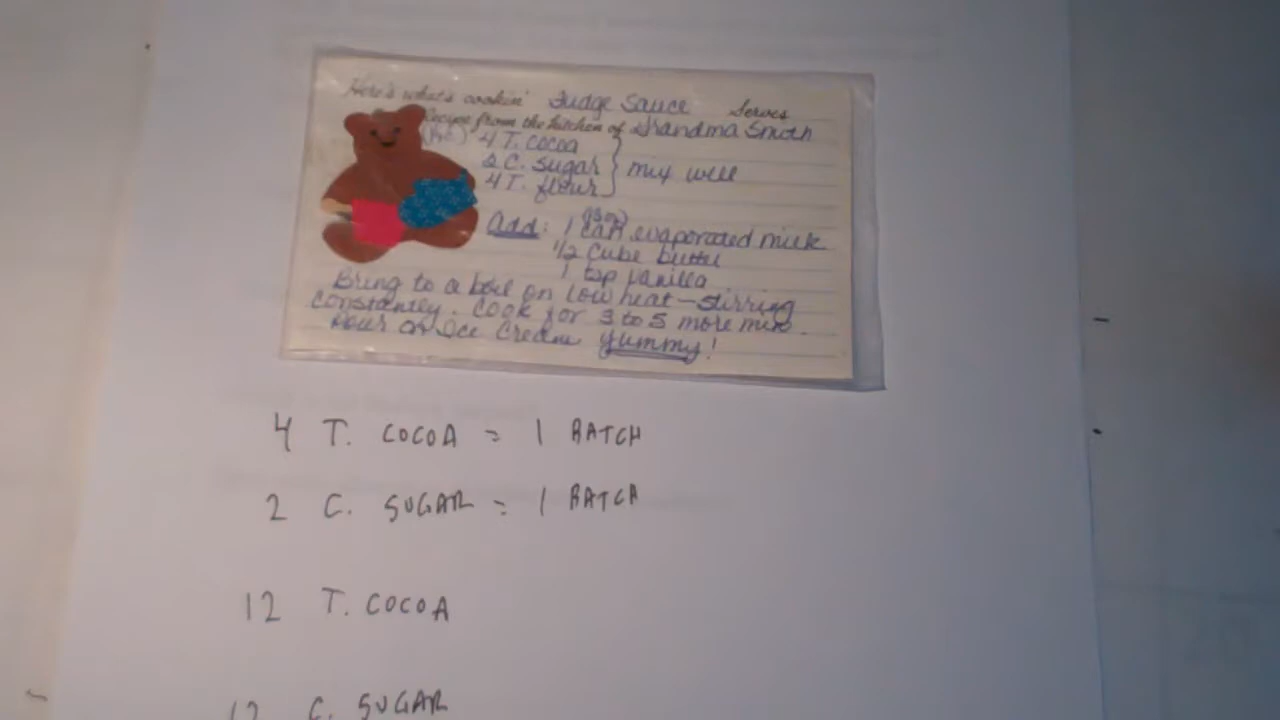 Here's what's cookin' Fudge Sauce Serves
Recipe from the kitchen of Grandma Smith
4 T. cocoa
2 C. sugar } mix well
4 T. flour
Add: 1 can evaporated milk
1/2 Cube butter
1 tsp vanilla
Bring to a boil on low heat - stirring
constantly. Cook for 3 to 5 more min.
Pour on Ice Cream yummy!
4 T. COCOA = 1 BATCH
2 C. SUGAR = 1 BATCH
12 T. COCOA
C. SUGAR